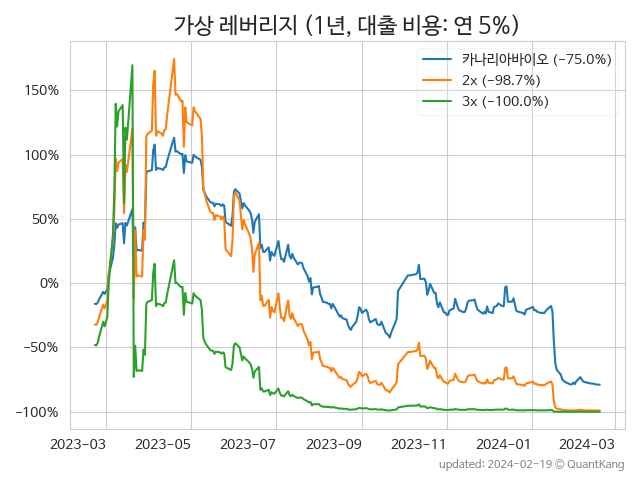 가상 레버리지 (1년, 대출 비용: 연 5%)
카나리아바이오 (−75.0%)
2x (−98.7%)
3x (−100.0%)
150%
100%
50%
0%
−50%
−100%
2023-03 2023-05 2023-07 2023-09 2023-11 2024-01 2024-03
updated: 2024-02-19 © QuantKang